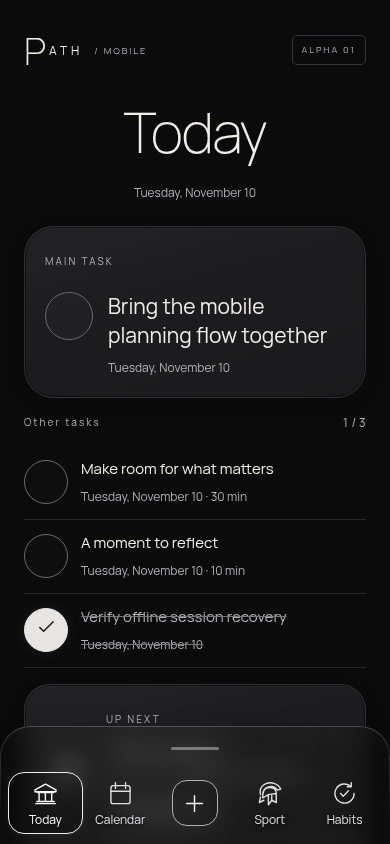 PATH / MOBILE
ALPHA 01
Today
Tuesday, November 10
MAIN TASK
Bring the mobile
planning flow together
Tuesday, November 10
Other tasks
1 / 3
Make room for what matters
Tuesday, November 10 · 30 min
A moment to reflect
Tuesday, November 10 · 10 min
Verify offline session recovery
Tuesday, November 10
UP NEXT
Today
Calendar
Sport
Habits